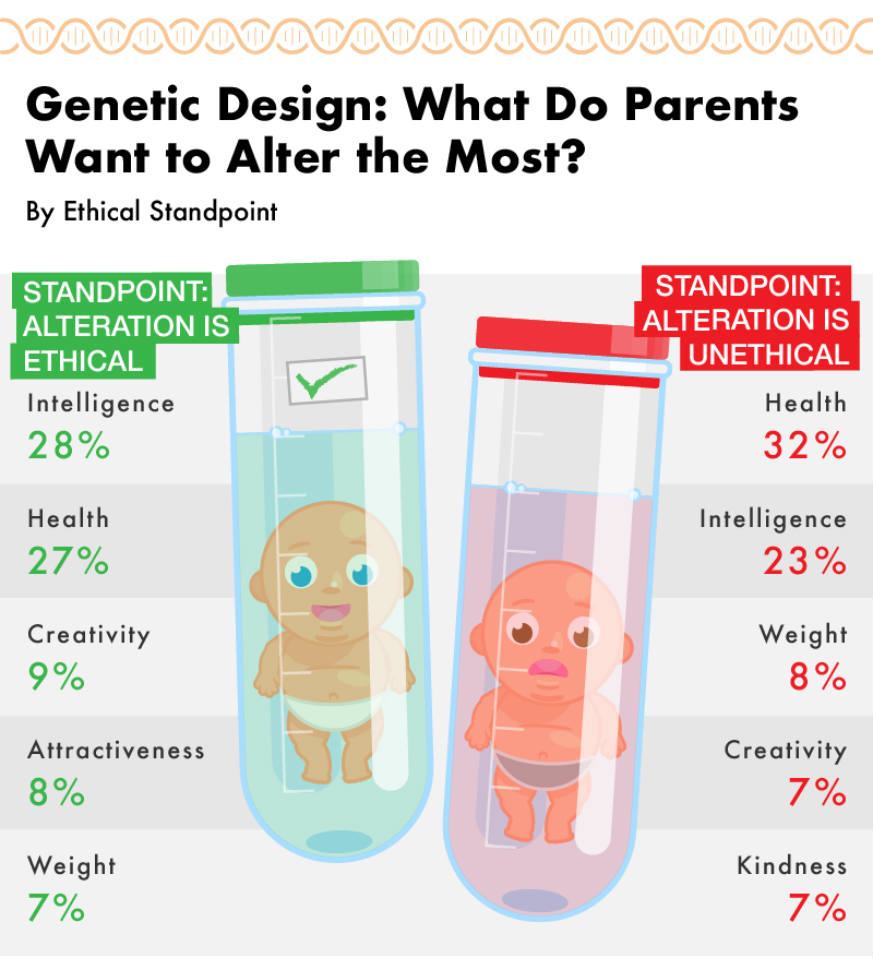 Genetic Design: What Do Parents
Want to Alter the Most?
By Ethical Standpoint
STANDPOINT:
ALTERATION IS
ETHICAL
Intelligence
28%
Health
27%
Creativity
9%
Attractiveness
8%
Weight
7%
STANDPOINT:
ALTERATION IS
UNETHICAL
Health
32%
Intelligence
23%
Weight
8%
Creativity
7%
Kindness
7%